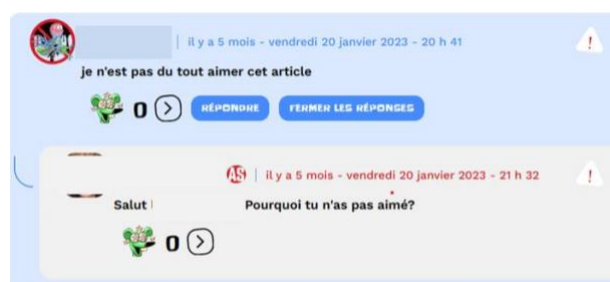 il y a 5 mois - vendredi 20 janvier 2023 - 20 h 41
je n'est pas du tout aimer cet article
0 RÉPONDRE FERMER LES RÉPONSES
AS il y a 5 mois - vendredi 20 janvier 2023 - 21 h 32
Salut Pourquoi tu n'as pas aimé?
0